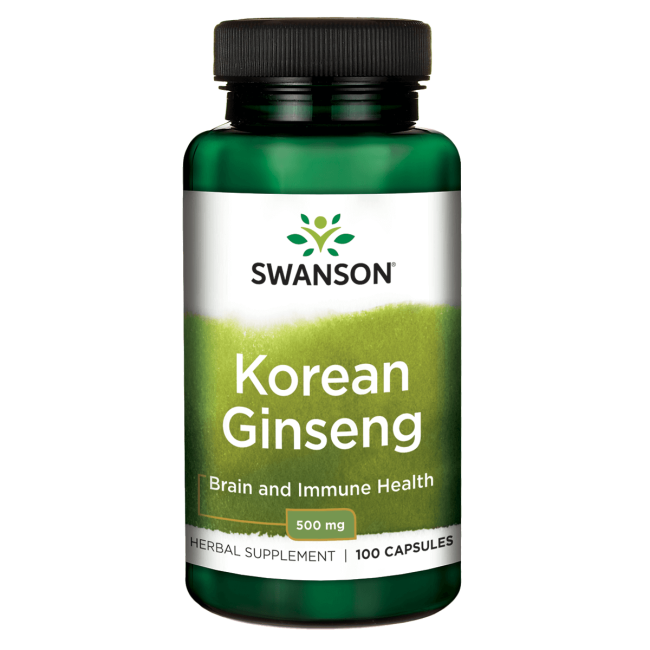 SWANSON®
Korean
Ginseng
Brain and Immune Health
500 mg
HERBAL SUPPLEMENT | 100 CAPSULES